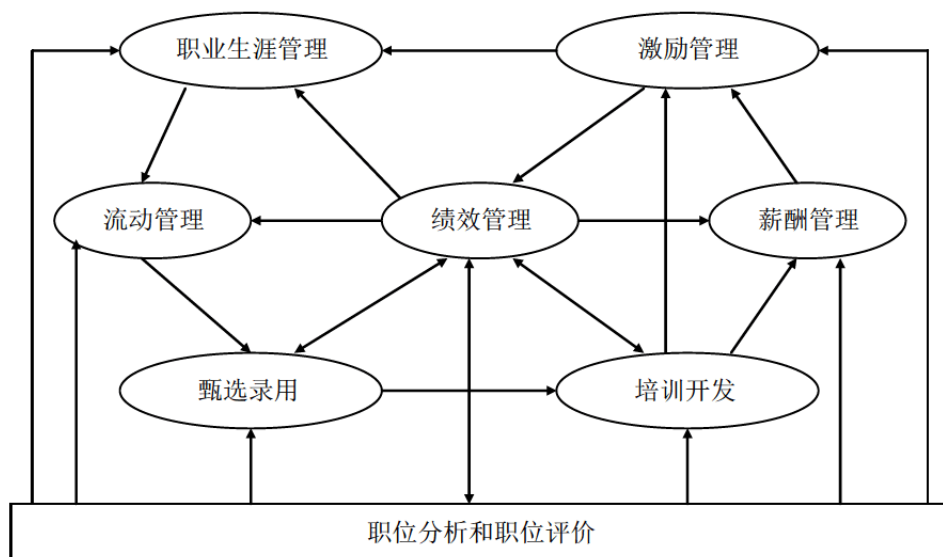 职业生涯管理
激励管理
流动管理
绩效管理
薪酬管理
甄选录用
培训开发
职位分析和职位评价